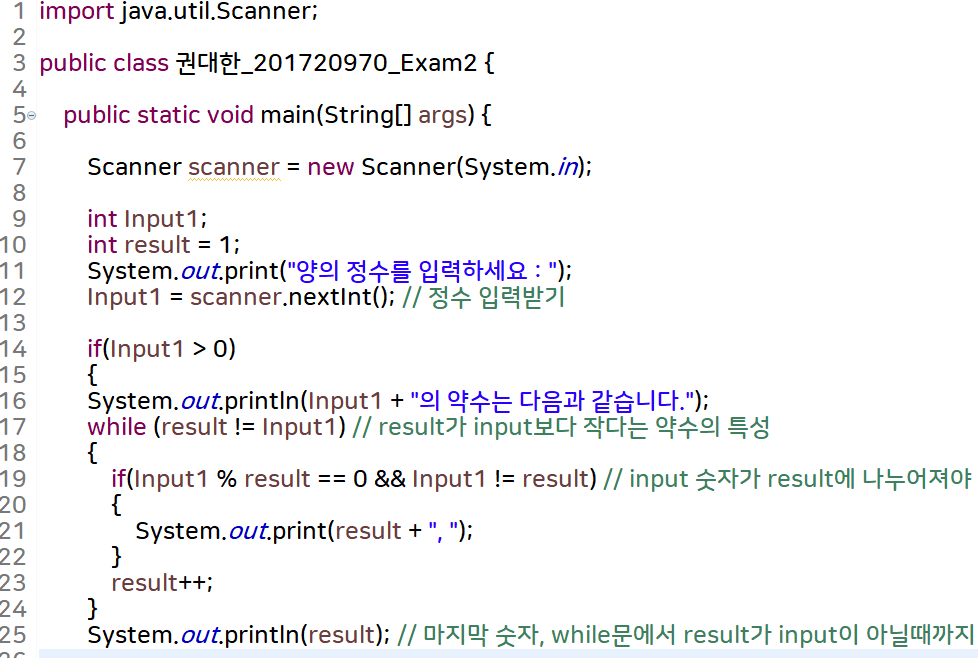 1 import java.util.Scanner;
2
3 public class 권대한_201720970_Exam2 {
4
5 public static void main(String[] args) {
6
7 Scanner scanner = new Scanner(System.in);
8
9 int Input1;
10 int result = 1;
11 System.out.print("양의 정수를 입력하세요 : ");
12 Input1 = scanner.nextInt(); // 정수 입력받기
13
14 if(Input1 > 0)
15 {
16 System.out.println(Input1 + "의 약수는 다음과 같습니다.");
17 while (result != Input1) // result가 input보다 작다는 약수의 특성
18 {
19 if(Input1 % result == 0 && Input1 != result) // input 숫자가 result에 나누어져야
20 {
21 System.out.print(result + ", ");
22 }
23 result++;
24 }
25 System.out.println(result); // 마지막 숫자, while문에서 result가 input이 아닐때까지